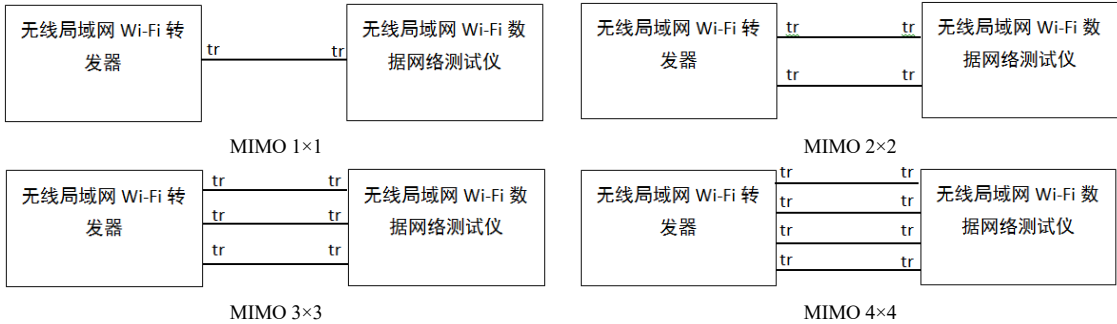 无线局域网 Wi-Fi 转
发器
tr
tr
无线局域网 Wi-Fi 数
据网络测试仪
MIMO 1×1
无线局域网 Wi-Fi 转
发器
tr
tr
tr
tr
无线局域网 Wi-Fi 数
据网络测试仪
MIMO 2×2
无线局域网 Wi-Fi 转
发器
tr
tr
tr
tr
tr
tr
无线局域网 Wi-Fi 数
据网络测试仪
MIMO 3×3
无线局域网 Wi-Fi 转
发器
tr
tr
tr
tr
tr
tr
tr
tr
无线局域网 Wi-Fi 数
据网络测试仪
MIMO 4×4